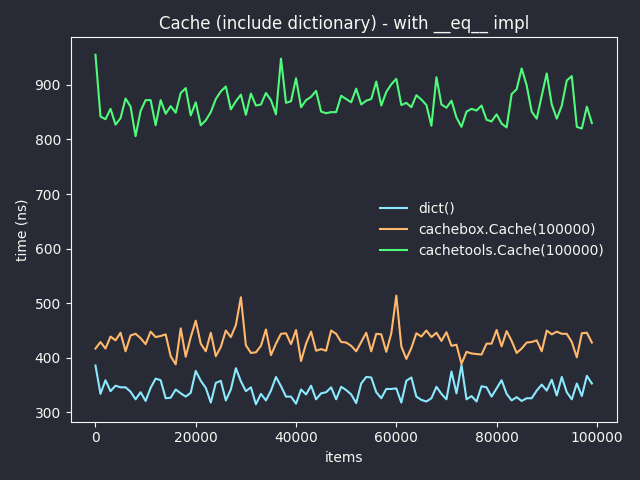 Cache (include dictionary) - with __eq__ impl
time (ns)
900
800
700
600
500
400
300
dict()
cachebox.Cache(100000)
cachetools.Cache(100000)
0 20000 40000 60000 80000 100000
items